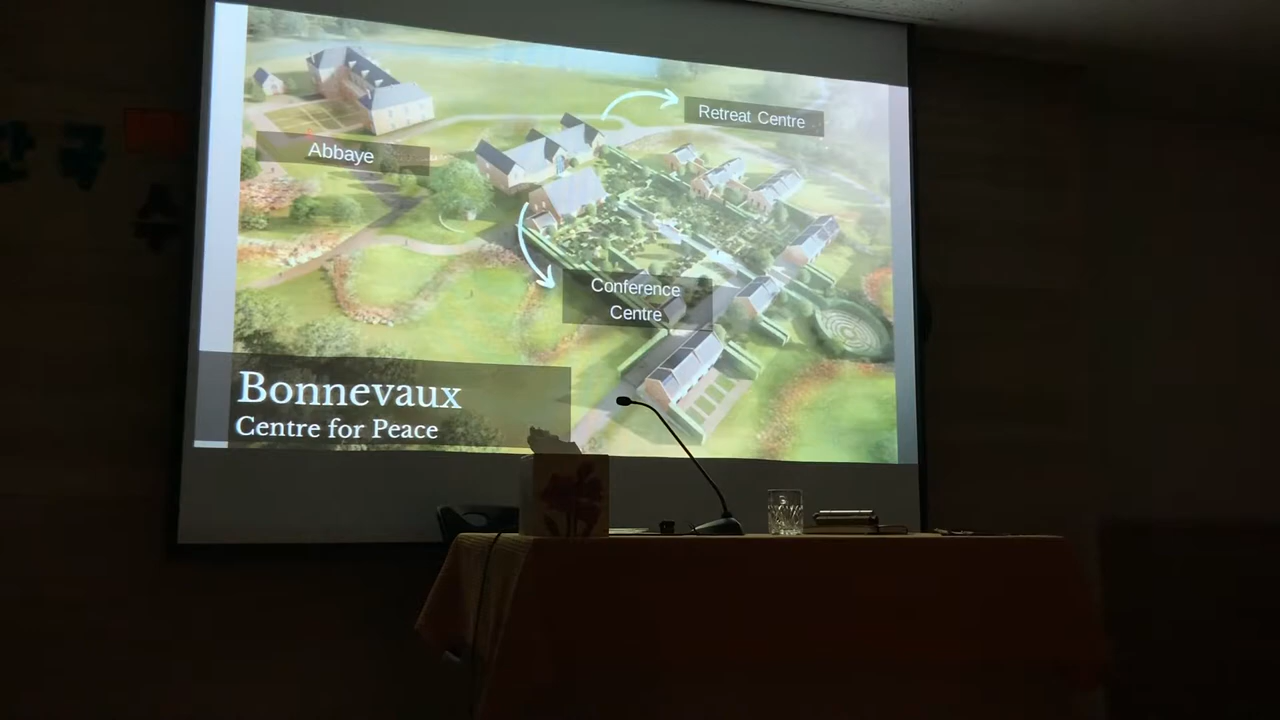 Retreat Centre
Abbaye
Conference
Centre
Bonnevaux
Centre for Peace